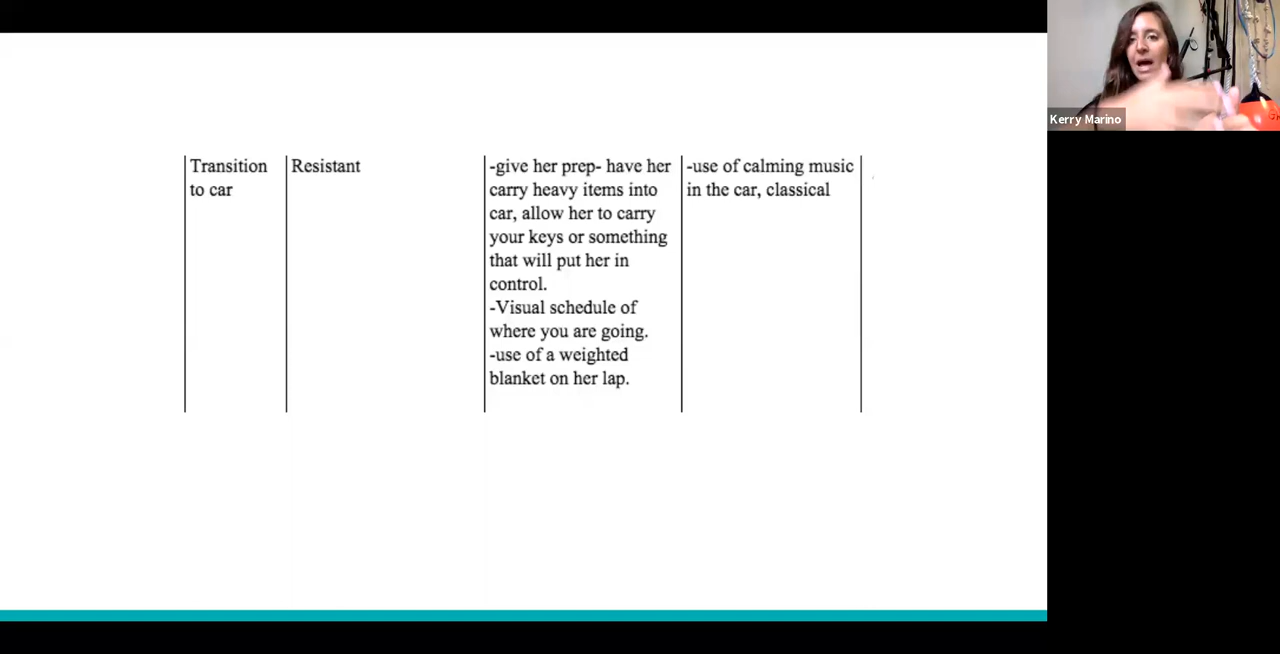 Transition
to car
Resistant
-give her prep- have her
carry heavy items into
car, allow her to carry
your keys or something
that will put her in
control.
-Visual schedule of
where you are going.
-use of a weighted
blanket on her lap.
-use of calming music
in the car, classical
Kerry Marino